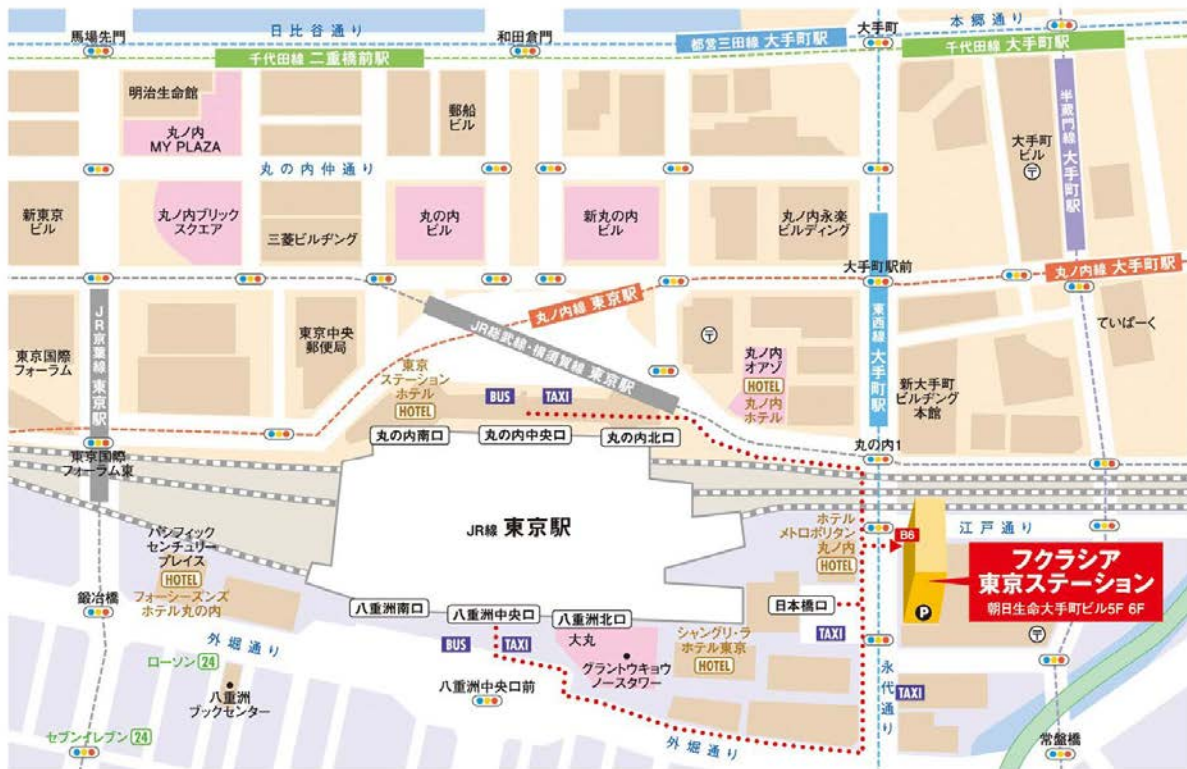 日比谷通り
本郷通り
馬場先門
和田倉門
大手町
都営三田線 大手町駅
千代田線 大手町駅
千代田線 二重橋前駅
明治生命館
丸ノ内
MY PLAZA
郵船
ビル
大手町
ビル
〒
半蔵門線 大手町駅
丸の内仲通り
新東京
ビル
丸ノ内ブリック
スクエア
三菱ビルヂング
丸の内
ビル
新丸の内
ビル
丸ノ内永楽
ビルディング
大手町駅前
丸ノ内線 大手町駅
JR京葉線 東京駅
丸ノ内線 東京駅
JR総武線・横須賀線 東京駅
東西線 大手町駅
ていぱーく
東京国際
フォーラム
東京中央
郵便局
東京
ステーション
ホテル
HOTEL
BUS
TAXI
〒
丸ノ内
オアゾ
HOTEL
丸ノ内
ホテル
新大手町
ビルヂング
本館
丸の内南口
丸の内中央口
丸の内北口
丸の内1
東京国際
フォーラム東
JR線 東京駅
パシフィック
センチュリー
プレイス
HOTEL
フォーシーズンズ
ホテル丸の内
ホテル
メトロポリタン
丸ノ内
HOTEL
B6
江戸通り
フクラシア
東京ステーション
朝日生命大手町ビル5F 6F
P
〒
鍛冶橋
八重洲南口
八重洲中央口
八重洲北口
日本橋口
外堀通り
BUS
TAXI
大丸
グラントウキョウ
ノースタワー
シャングリ・ラ
ホテル東京
HOTEL
TAXI
ローソン 24
八重洲
ブックセンター
八重洲中央口前
永代通り
TAXI
セブンイレブン 24
外堀通り
常盤橋